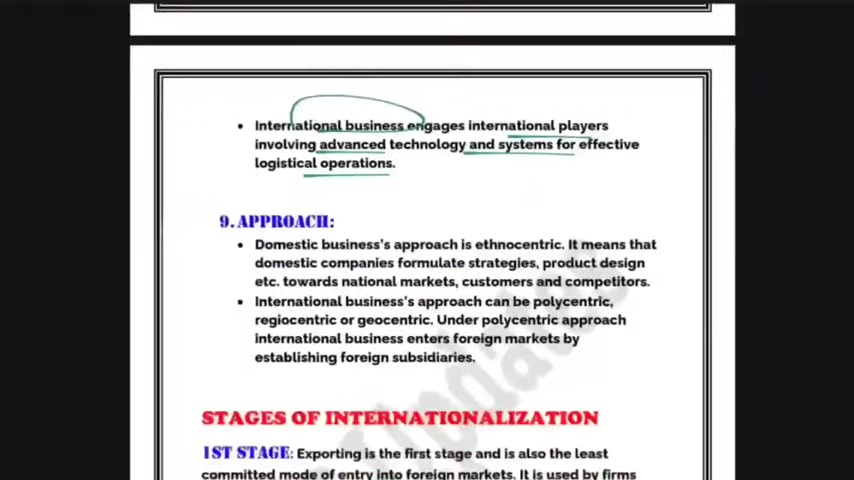 • International business engages international players
involving advanced technology and systems for effective
logistical operations.
9. APPROACH:
• Domestic business's approach is ethnocentric. It means that
domestic companies formulate strategies, product design
etc. towards national markets, customers and competitors.
• International business's approach can be polycentric,
regiocentric or geocentric. Under polycentric approach
international business enters foreign markets by
establishing foreign subsidiaries.
STAGES OF INTERNATIONALIZATION
1ST STAGE: Exporting is the first stage and is also the least
committed mode of entry into foreign markets. It is used by firms